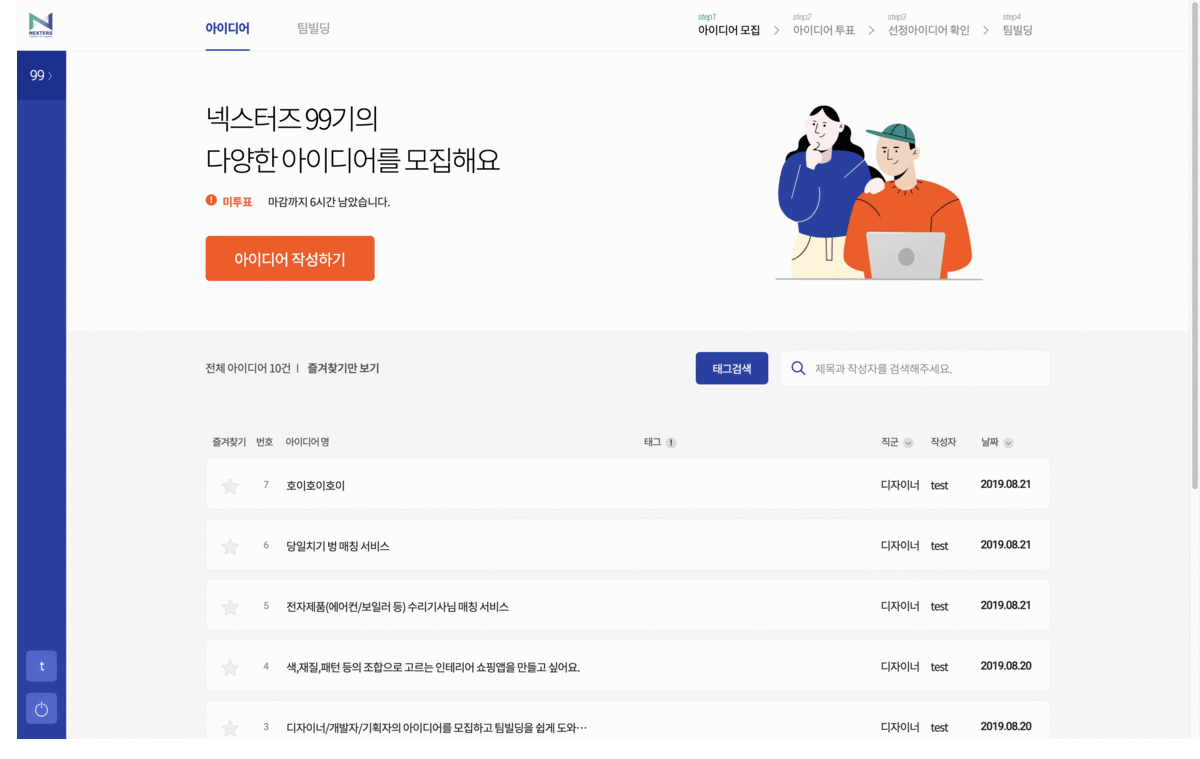 NEXTERS
아이디어
팀빌딩
step1
아이디어 모집
step2
아이디어 투표
step3
선정아이디어 확인
step4
팀빌딩
99
넥스터즈 99기의
다양한 아이디어를 모집해요
미투표 마감까지 6시간 남았습니다.
아이디어 작성하기
전체 아이디어 10건 | 즐겨찾기만 보기
태그검색
제목과 작성자를 검색해주세요.
즐겨찾기 번호 아이디어 명 태그 ! 직군 작성자 날짜
7 호이호이호이 디자이너 test 2019.08.21
6 당일치기 벙 매칭 서비스 디자이너 test 2019.08.21
5 전자제품(에어컨/보일러 등) 수리기사님 매칭 서비스 디자이너 test 2019.08.21
4 색,재질,패턴 등의 조합으로 고르는 인테리어 쇼핑앱을 만들고 싶어요. 디자이너 test 2019.08.20
3 디자이너/개발자/기획자의 아이디어를 모집하고 팀빌딩을 쉽게 도와… 디자이너 test 2019.08.20
t